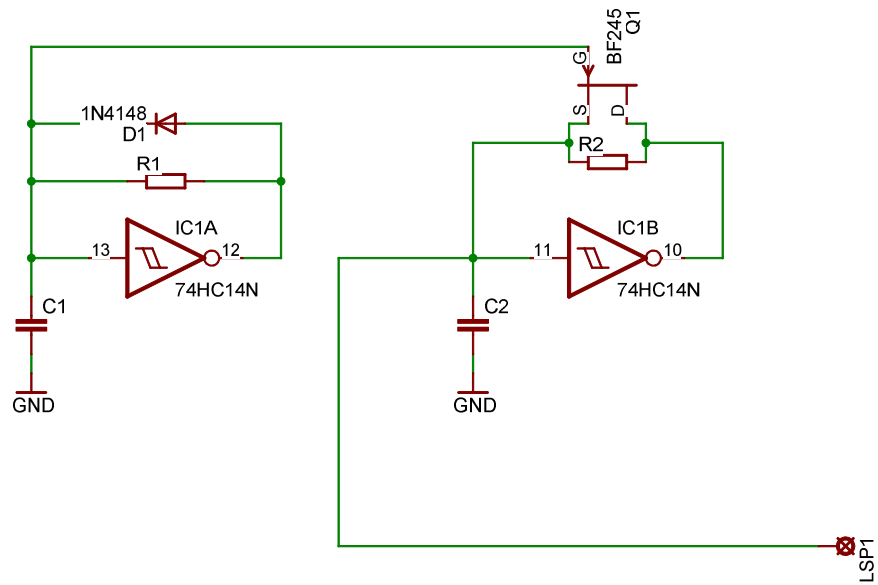 BF245
Q1
G
S
D
1N4148
D1
R1
R2
IC1A
13
12
74HC14N
IC1B
11
10
74HC14N
C1
C2
GND
GND
LSP1